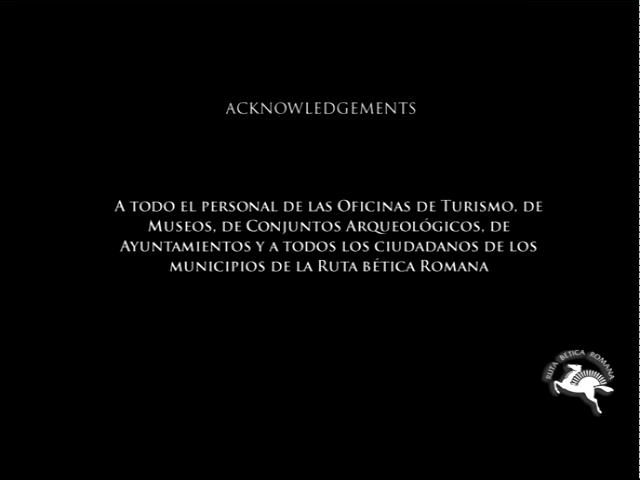 ACKNOWLEDGEMENTS
A TODO EL PERSONAL DE LAS OFICINAS DE TURISMO, DE
MUSEOS, DE CONJUNTOS ARQUEOLÓGICOS, DE
AYUNTAMIENTOS Y A TODOS LOS CIUDADANOS DE LOS
MUNICIPIOS DE LA RUTA BÉTICA ROMANA
RUTA BÉTICA ROMANA